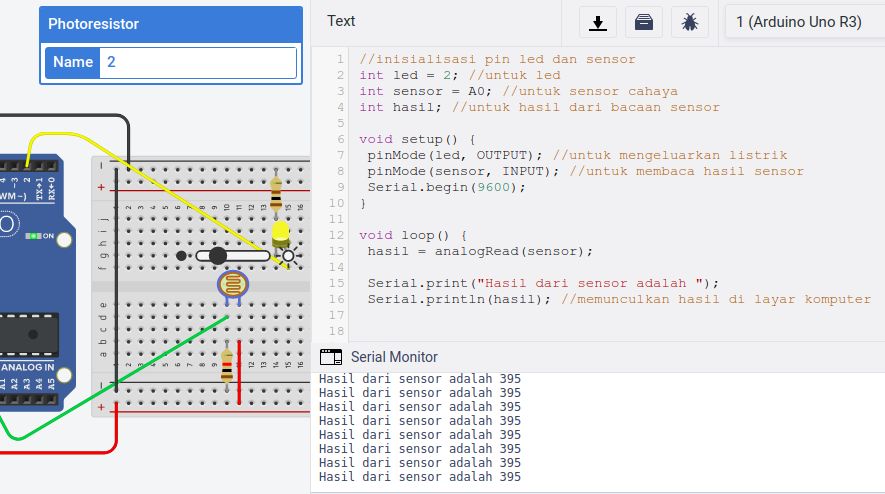 Photoresistor
Name 2
Text
1 (Arduino Uno R3)
1 //inisialisasi pin led dan sensor
2 int led = 2; //untuk led
3 int sensor = A0; //untuk sensor cahaya
4 int hasil; //untuk hasil dari bacaan sensor
5
6 void setup() {
7 pinMode(led, OUTPUT); //untuk mengeluarkan listrik
8 pinMode(sensor, INPUT); //untuk membaca hasil sensor
9 Serial.begin(9600);
10 }
11
12 void loop() {
13 hasil = analogRead(sensor);
14
15 Serial.print("Hasil dari sensor adalah ");
16 Serial.println(hasil); //memunculkan hasil di layar komputer
17
18
Serial Monitor
Hasil dari sensor adalah 395
Hasil dari sensor adalah 395
Hasil dari sensor adalah 395
Hasil dari sensor adalah 395
Hasil dari sensor adalah 395
Hasil dari sensor adalah 395
Hasil dari sensor adalah 395
Hasil dari sensor adalah 395
4 ~3 2 TX→1 RX←0
WM ~)
O
ON
ANALOG IN
A1 A2 A3 A4 A5
1 2 3 4 5 6 7 8 9 10 11 12 13 14 15 16
j
i
h
g
f
e
d
c
b
a